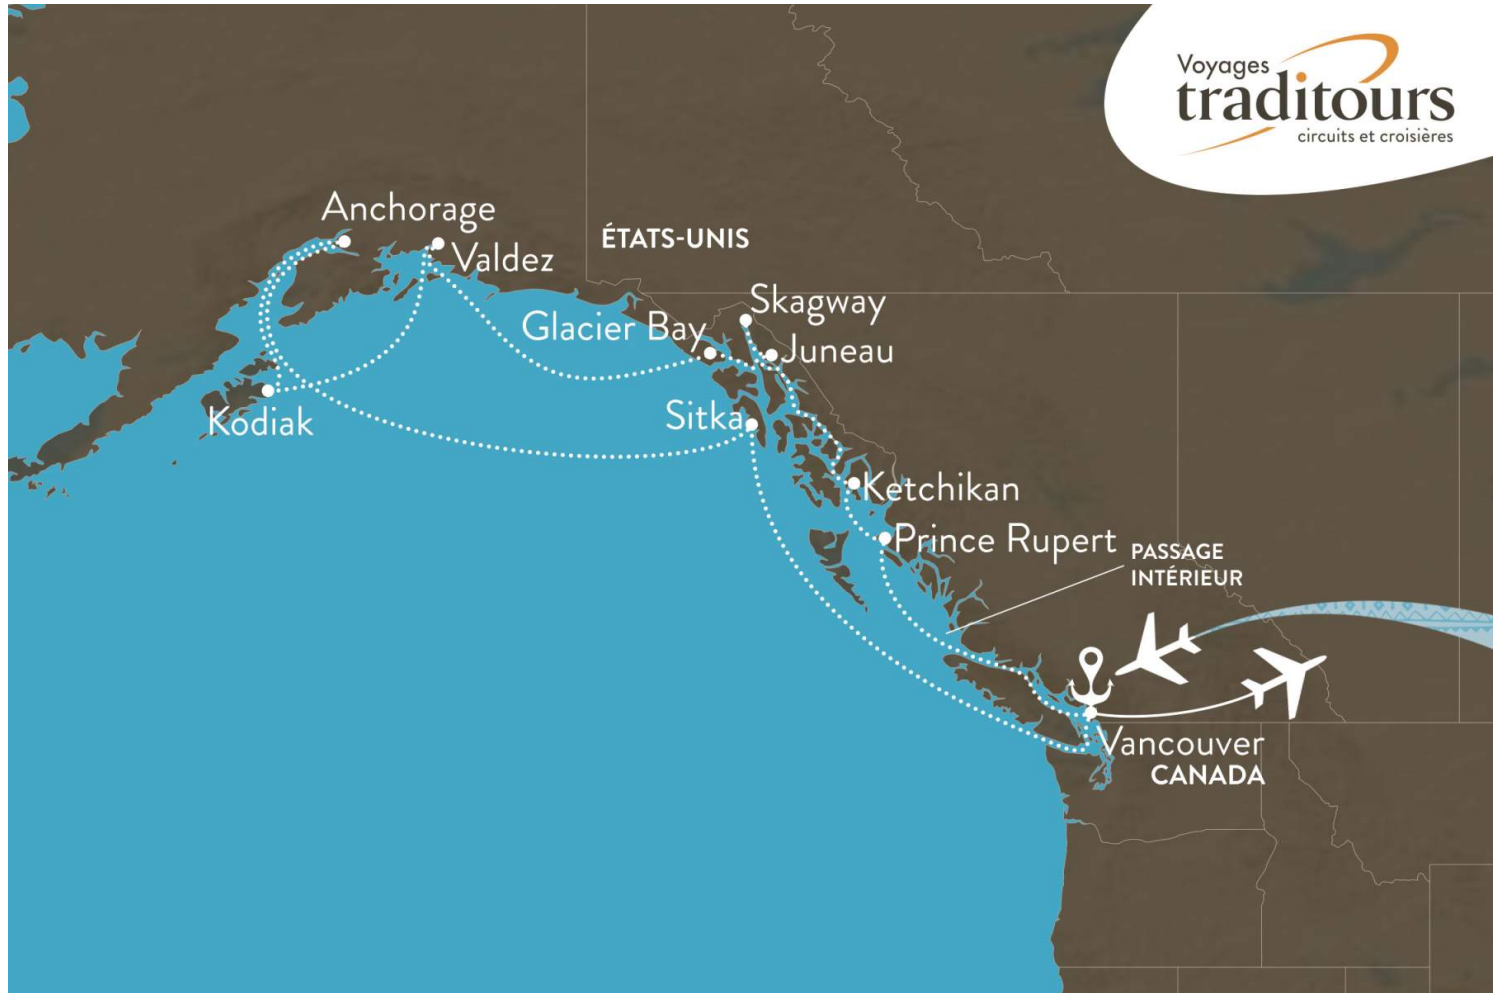 Voyages
traditours
circuits et croisières
Anchorage
Valdez
ÉTATS-UNIS
Skagway
Glacier Bay
Juneau
Kodiak
Sitka
Ketchikan
Prince Rupert
PASSAGE
INTÉRIEUR
Vancouver
CANADA